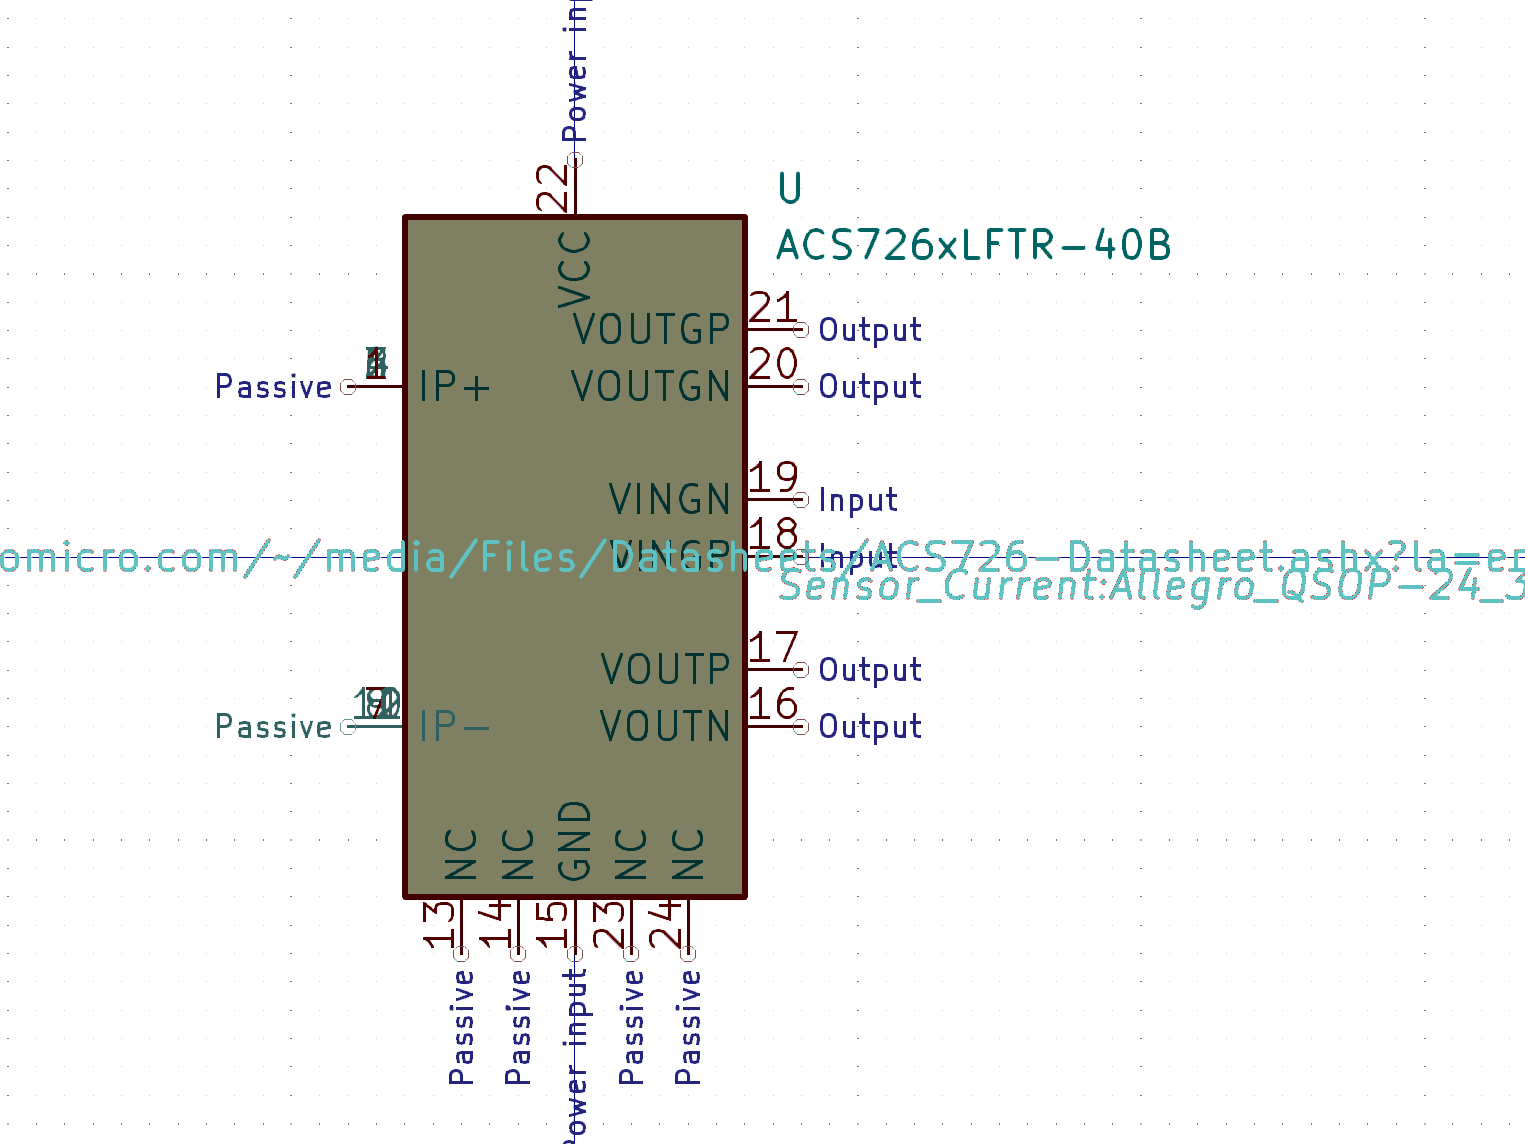 Power inp
22
U
ACS726xLFTR-40B
VCC
21
VOUTGP
Output
20
1
Passive
IP+
VOUTGN
Output
19
VINGN
Input
18
VINGP
Input
omicro.com/~/media/Files/Datasheets/ACS726-Datasheet.ashx?la=en
Sensor_Current:Allegro_QSOP-24_3
17
VOUTP
Output
16
Passive
IP-
VOUTN
Output
NC
NC
GND
NC
NC
13
14
15
23
24
Passive
Passive
Power input
Passive
Passive